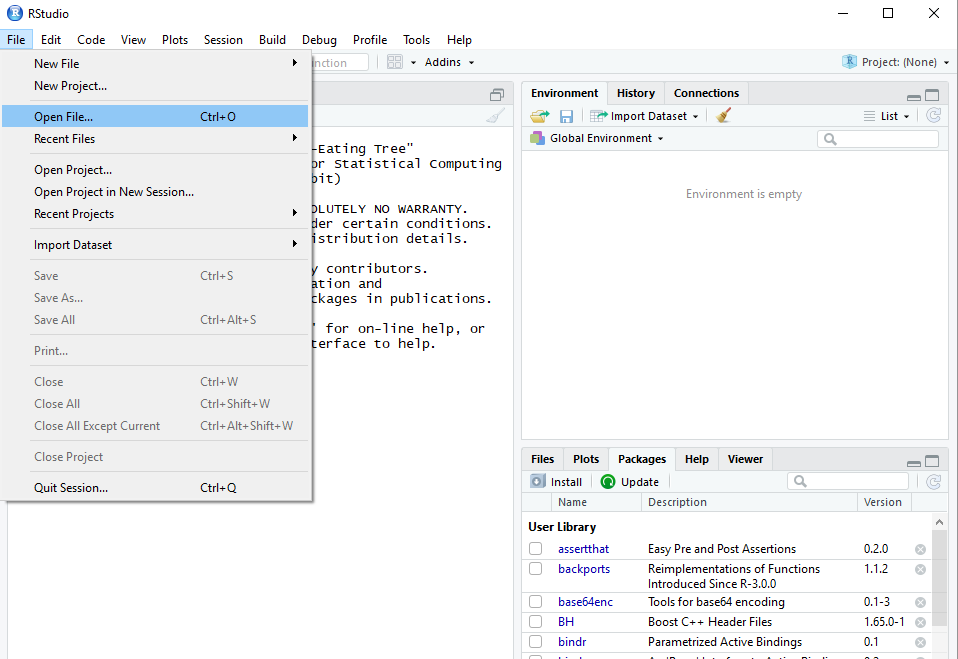 RStudio
File Edit Code View Plots Session Build Debug Profile Tools Help
Addins
Project: (None)
New File
New Project...
Open File... Ctrl+O
Recent Files
Open Project...
Open Project in New Session...
Recent Projects
Import Dataset
Save Ctrl+S
Save As...
Save All Ctrl+Alt+S
Print...
Close Ctrl+W
Close All Ctrl+Shift+W
Close All Except Current Ctrl+Alt+Shift+W
Close Project
Quit Session... Ctrl+Q
-Eating Tree"
or Statistical Computing
bit)
OLUTELY NO WARRANTY.
der certain conditions.
istribution details.
y contributors.
ation and
ckages in publications.
' for on-line help, or
terface to help.
Environment History Connections
Import Dataset List
Global Environment
Environment is empty
Files Plots Packages Help Viewer
Install Update
Name Description Version
User Library
assertthat Easy Pre and Post Assertions 0.2.0
backports Reimplementations of Functions 1.1.2
Introduced Since R-3.0.0
base64enc Tools for base64 encoding 0.1-3
BH Boost C++ Header Files 1.65.0-1
bindr Parametrized Active Bindings 0.1